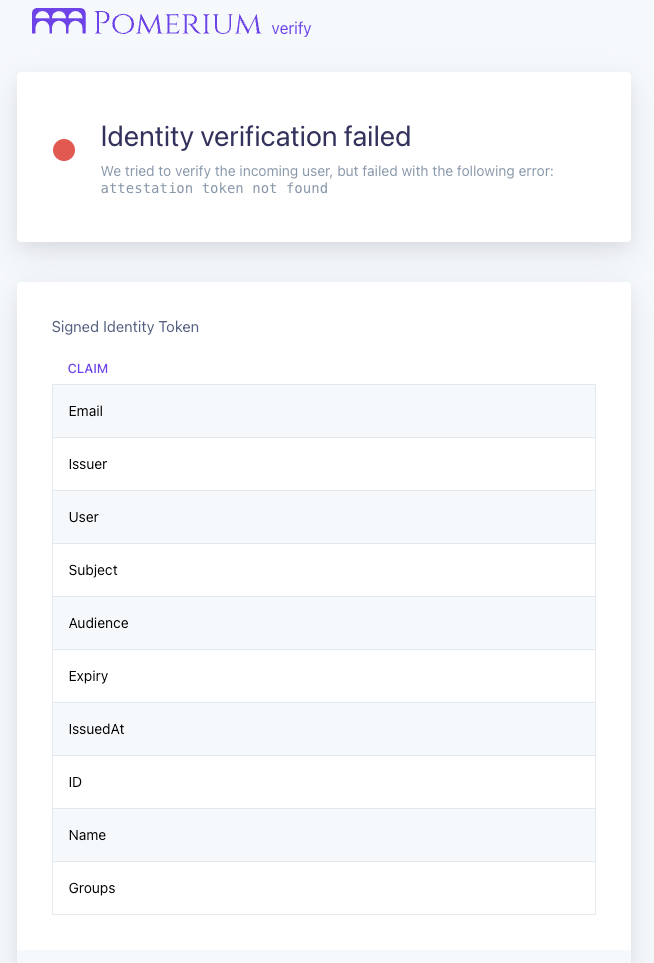 POMERIUM verify
Identity verification failed
We tried to verify the incoming user, but failed with the following error:
attestation token not found
Signed Identity Token
CLAIM
Email
Issuer
User
Subject
Audience
Expiry
IssuedAt
ID
Name
Groups